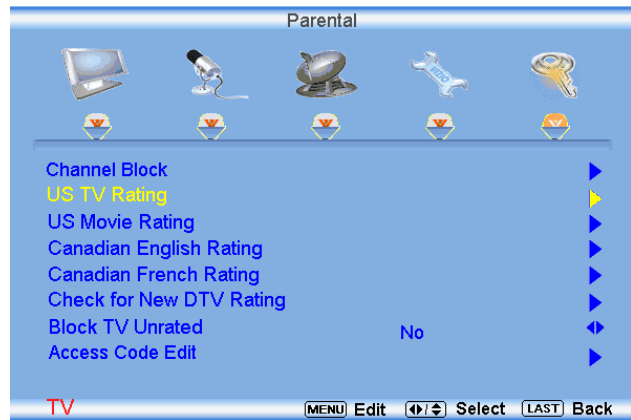 Parental
Channel Block
US TV Rating
US Movie Rating
Canadian English Rating
Canadian French Rating
Check for New DTV Rating
Block TV Unrated No
Access Code Edit
TV MENU Edit Select LAST Back